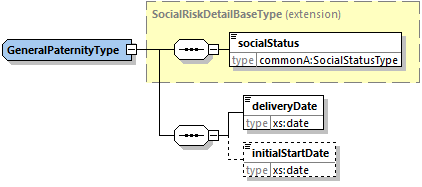 SocialRiskDetailBaseType (extension)
GeneralPaternityType
socialStatus
type commonA:SocialStatusType
deliveryDate
type xs:date
initialStartDate
type xs:date